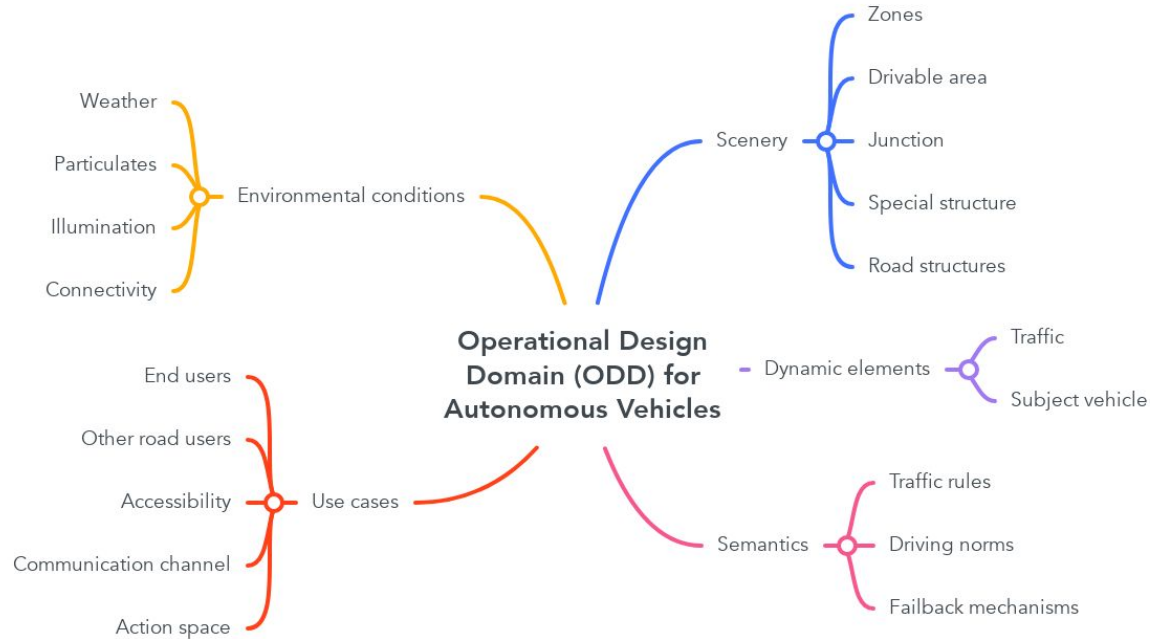 Operational Design
Domain (ODD) for
Autonomous Vehicles
Environmental conditions
Weather
Particulates
Illumination
Connectivity
Use cases
End users
Other road users
Accessibility
Communication channel
Action space
Scenery
Zones
Drivable area
Junction
Special structure
Road structures
Dynamic elements
Traffic
Subject vehicle
Semantics
Traffic rules
Driving norms
Failback mechanisms